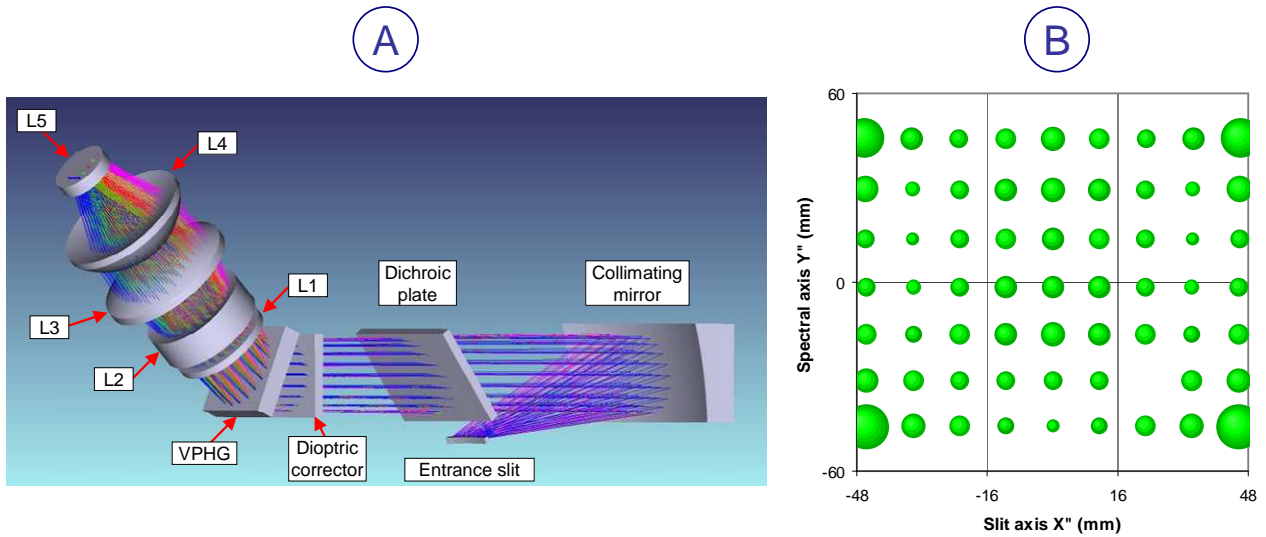 A
B
L5
L4
L1
Dichroic
plate
Collimating
mirror
L3
L2
VPHG
Dioptric
corrector
Entrance slit
60
0
-60
-48
-16
16
48
Spectral axis Y" (mm)
Slit axis X" (mm)